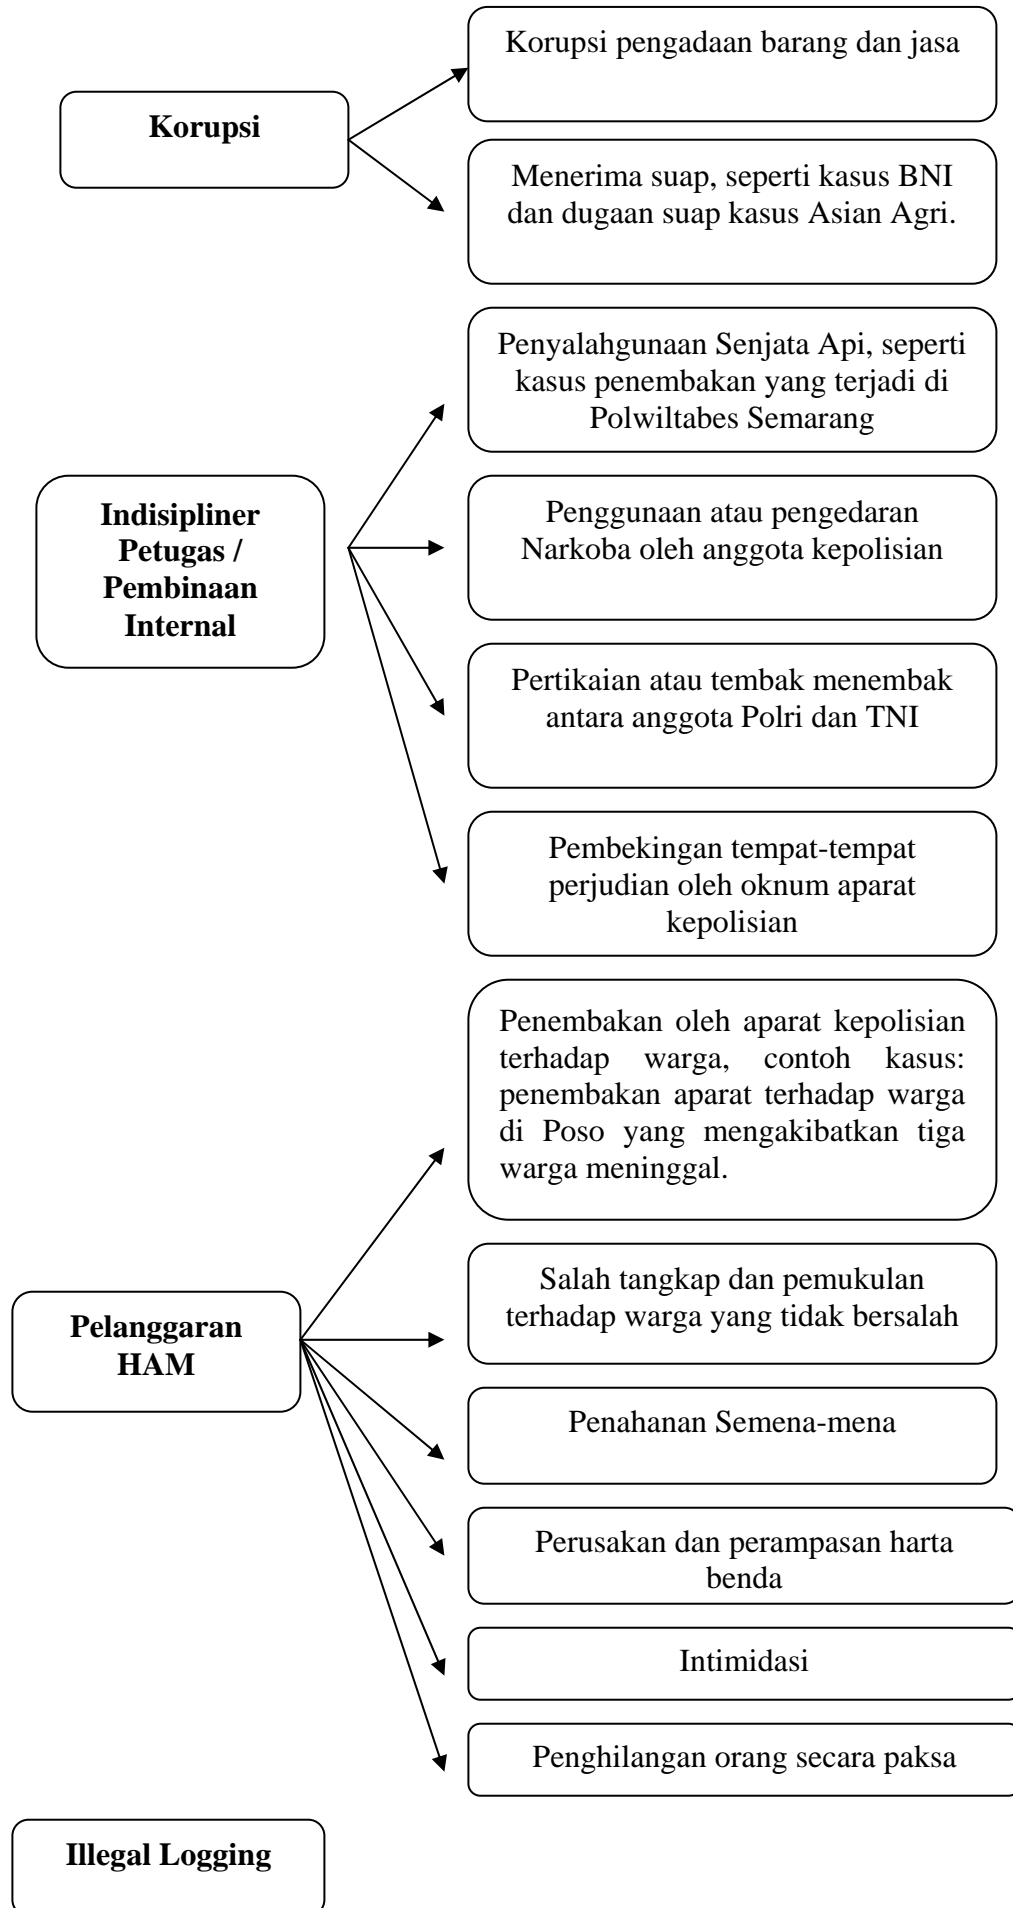 Korupsi
Korupsi pengadaan barang dan jasa
Menerima suap, seperti kasus BNI
dan dugaan suap kasus Asian Agri.
Indisipliner
Petugas /
Pembinaan
Internal
Penyalahgunaan Senjata Api, seperti
kasus penembakan yang terjadi di
Polwiltabes Semarang
Penggunaan atau pengedaran
Narkoba oleh anggota kepolisian
Pertikaian atau tembak menembak
antara anggota Polri dan TNI
Pembekingan tempat-tempat
perjudian oleh oknum aparat
kepolisian
Pelanggaran
HAM
Penembakan oleh aparat kepolisian
terhadap warga, contoh kasus:
penembakan aparat terhadap warga
di Poso yang mengakibatkan tiga
warga meninggal.
Salah tangkap dan pemukulan
terhadap warga yang tidak bersalah
Penahanan Semena-mena
Perusakan dan perampasan harta
benda
Intimidasi
Penghilangan orang secara paksa
Illegal Logging